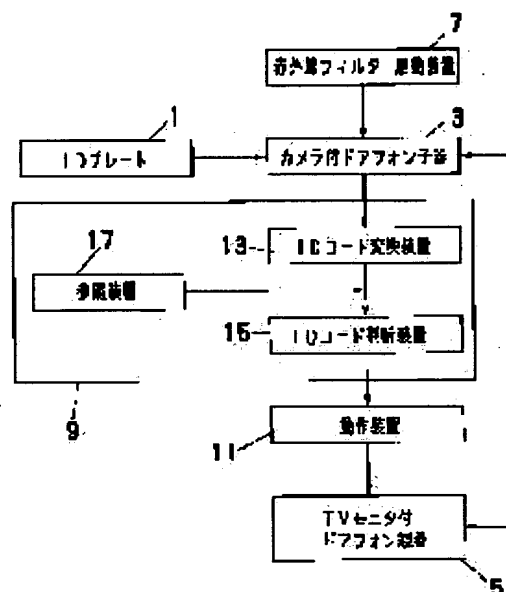 7
赤外線フィルター駆動装置
1
3
IDプレート
カメラ付ドアフォン子器
17
13
IDコード変換装置
参照装置
15
IDコード判断装置
9
11
動作装置
TVモニタ付
ドアフォン親器
5